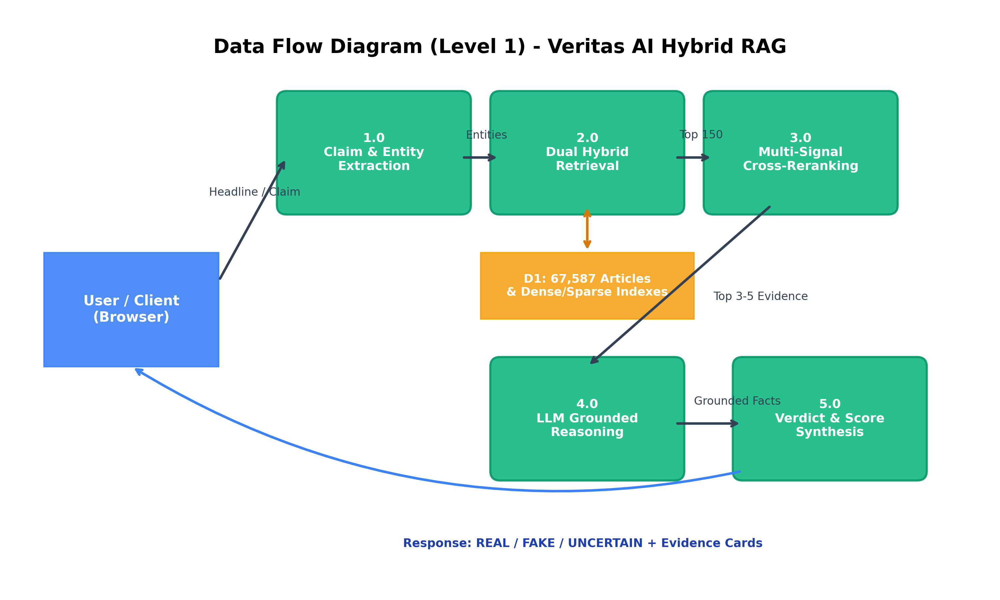 Data Flow Diagram (Level 1) - Veritas AI Hybrid RAG
1.0
Claim & Entity
Extraction
Entities
2.0
Dual Hybrid
Retrieval
Top 150
3.0
Multi-Signal
Cross-Reranking
Headline / Claim
User / Client
(Browser)
D1: 67,587 Articles
& Dense/Sparse Indexes
Top 3-5 Evidence
4.0
LLM Grounded
Reasoning
Grounded Facts
5.0
Verdict & Score
Synthesis
Response: REAL / FAKE / UNCERTAIN + Evidence Cards